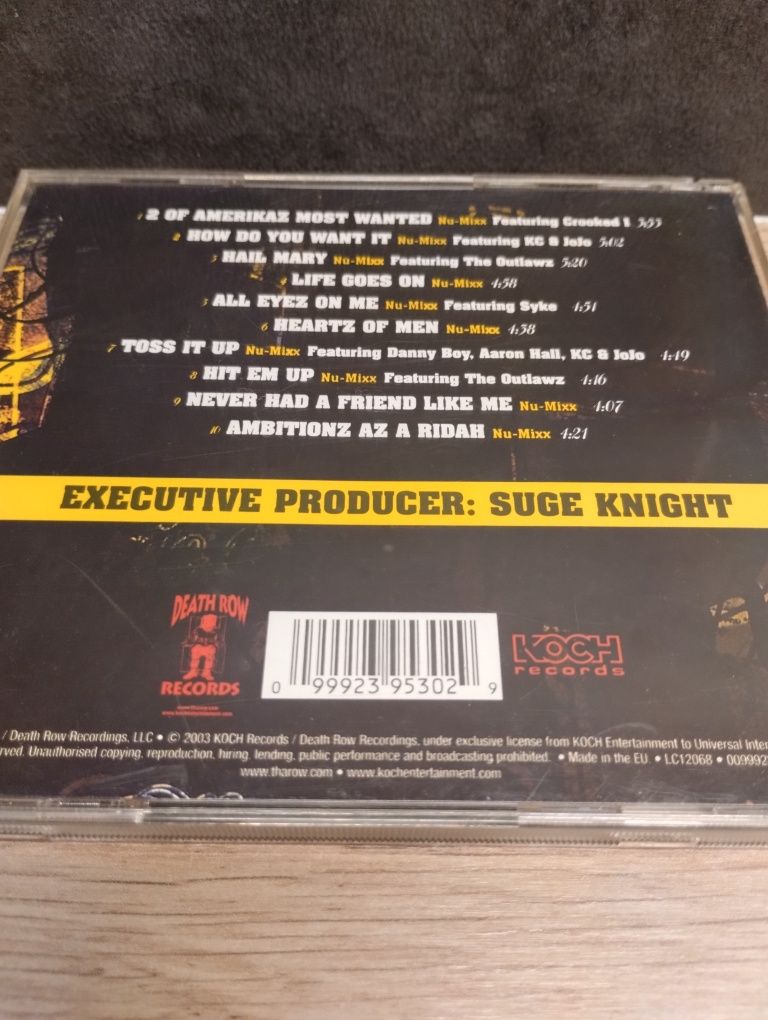 1 2 OF AMERIKAZ MOST WANTED Nu-Mixx Featuring Crooked I 3:55
2 HOW DO YOU WANT IT Nu-Mixx Featuring KC & JoJo 5:02
3 HAIL MARY Nu-Mixx Featuring The Outlawz 5:20
4 LIFE GOES ON Nu-Mixx 4:58
5 ALL EYEZ ON ME Nu-Mixx Featuring Syke 4:51
6 HEARTZ OF MEN Nu-Mixx 4:38
7 TOSS IT UP Nu-Mixx Featuring Danny Boy, Aaron Hall, KC & JoJo 4:19
8 HIT EM UP Nu-Mixx Featuring The Outlawz 4:16
9 NEVER HAD A FRIEND LIKE ME Nu-Mixx 4:07
10 AMBITIONZ AZ A RIDAH Nu-Mixx 4:21
EXECUTIVE PRODUCER: SUGE KNIGHT
DEATH ROW
RECORDS
0 99923 95302 9
KOCH
records
/ Death Row Recordings, LLC • © 2003 KOCH Records / Death Row Recordings, under exclusive license from KOCH Entertainment to Universal Inter
rved. Unauthorised copying, reproduction, hiring, lending, public performance and broadcasting prohibited. • Made in the EU • LC12068 • 009992
www.tharow.com • www.kochentertainment.com